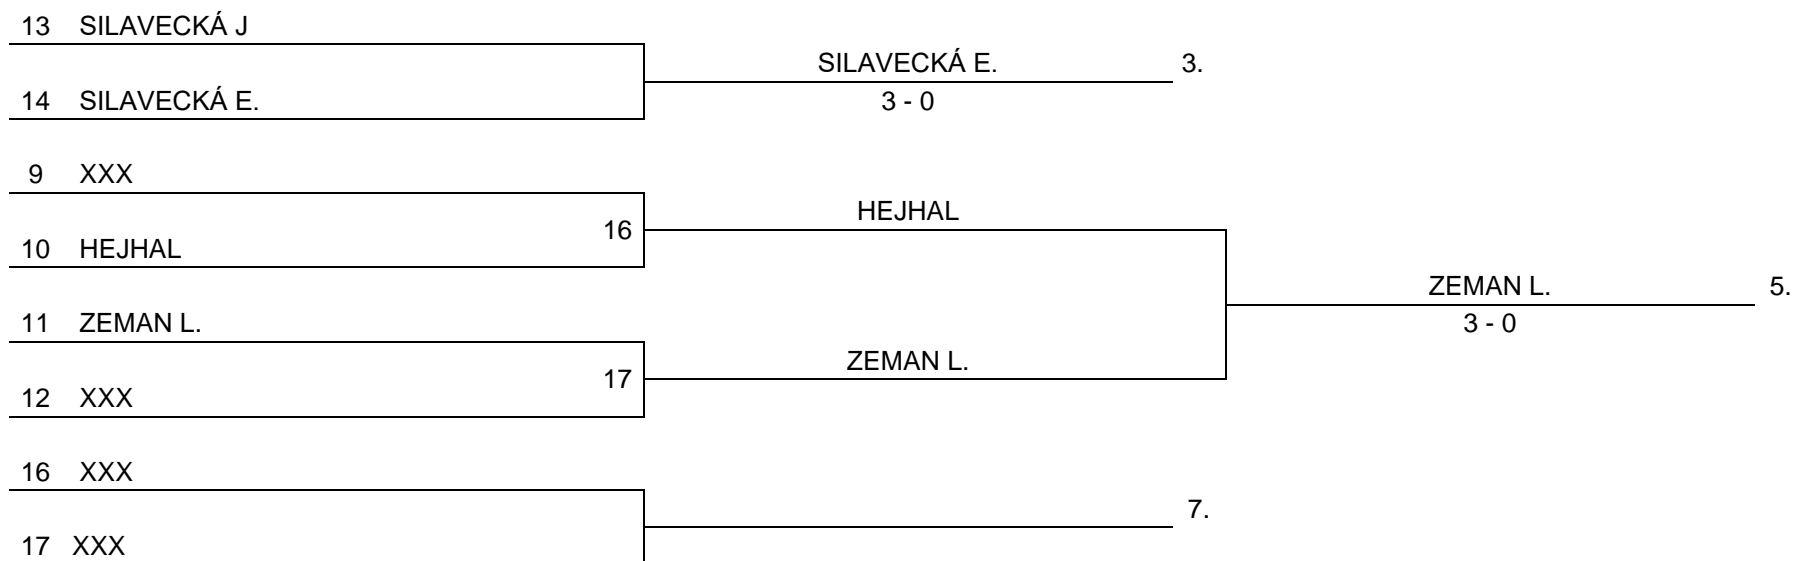 13 SILAVECKÁ J
SILAVECKÁ E. 3.
14 SILAVECKÁ E.
3 - 0
9 XXX
HEJHAL
16
10 HEJHAL
ZEMAN L. 5.
11 ZEMAN L.
3 - 0
ZEMAN L.
17
12 XXX
16 XXX
7.
17 XXX